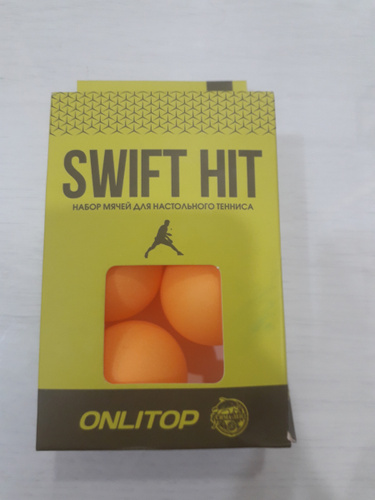 SWIFT HIT
НАБОР МЯЧЕЙ ДЛЯ НАСТОЛЬНОГО ТЕННИСА
ONLITOP